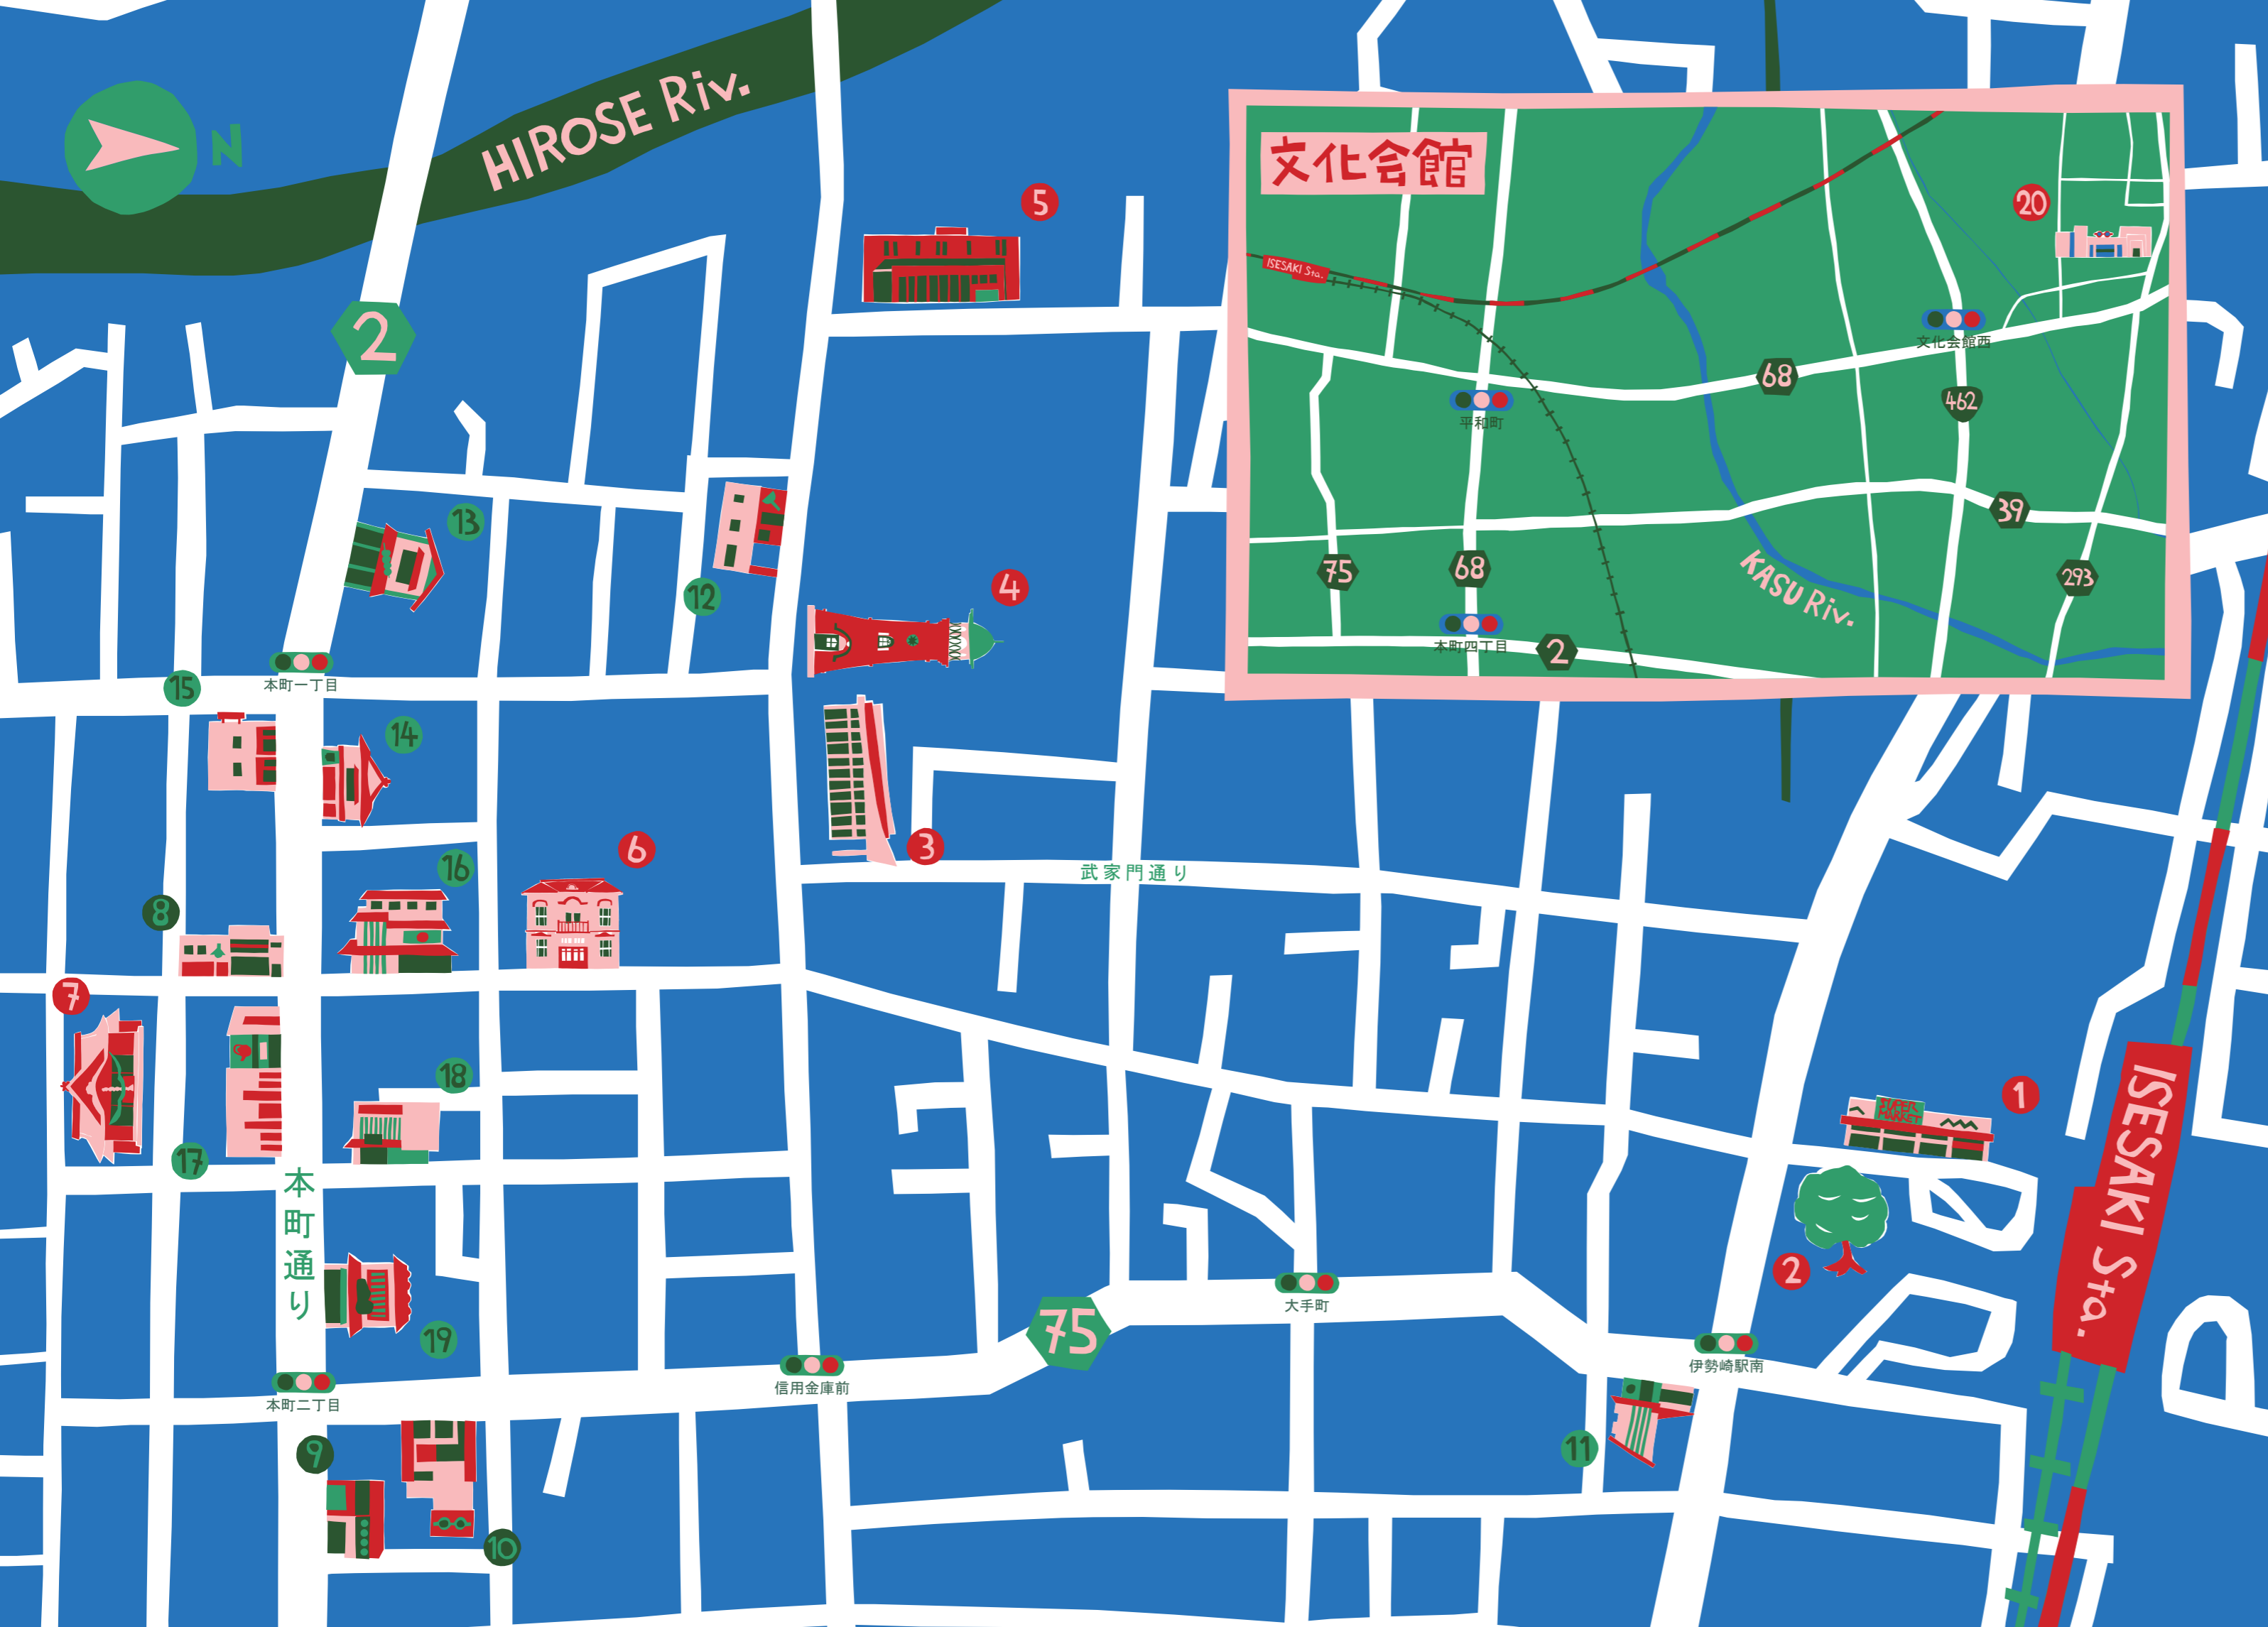 HIROSE Riv.
N
5
文化会館
20
ISESAKI Sta.
文化会館西
68
462
平和町
39
75
68
KASU Riv.
293
本町四丁目
2
2
13
12
4
15
本町一丁目
14
3
6
武家門通り
16
8
7
18
17
1
SUPER
MARKET
ISESAKI Sta.
本町通り
2
大手町
75
19
伊勢崎駅南
信用金庫前
本町二丁目
11
9
10